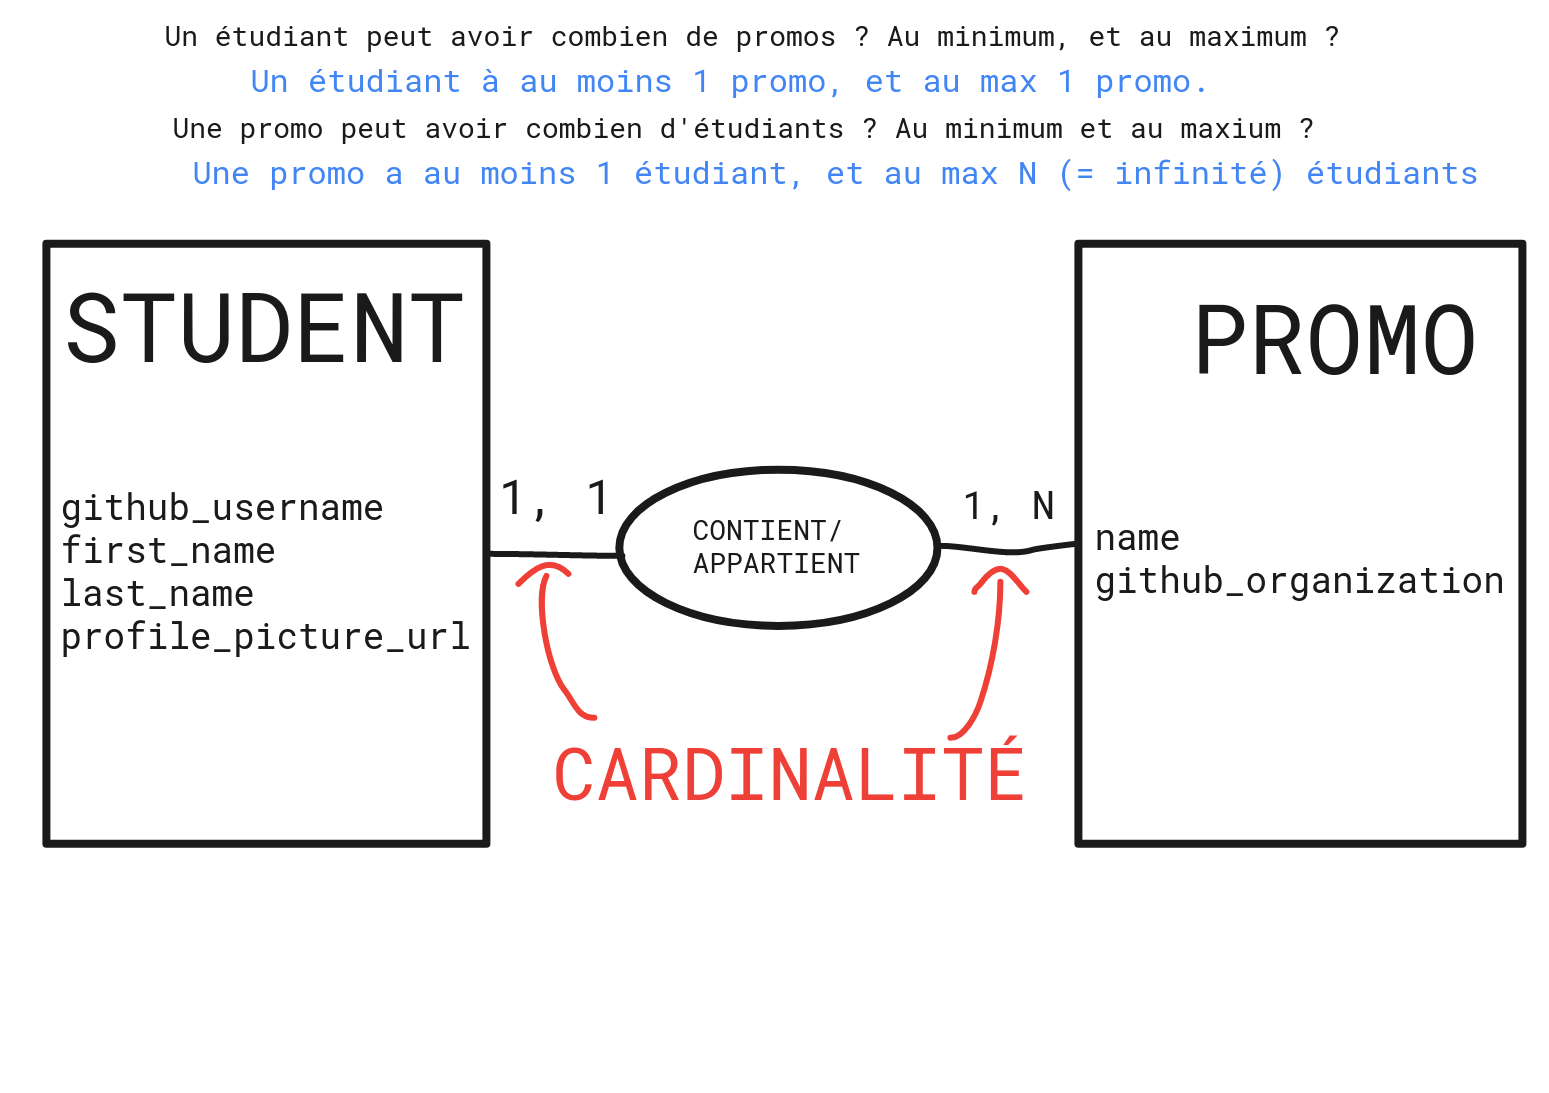 Un étudiant peut avoir combien de promos ? Au minimum, et au maximum ?
Un étudiant à au moins 1 promo, et au max 1 promo.
Une promo peut avoir combien d'étudiants ? Au minimum et au maxium ?
Une promo a au moins 1 étudiant, et au max N (= infinité) étudiants
STUDENT
github_username
first_name
last_name
profile_picture_url
1, 1
CONTIENT/
APPARTIENT
1, N
PROMO
name
github_organization
CARDINALITÉ